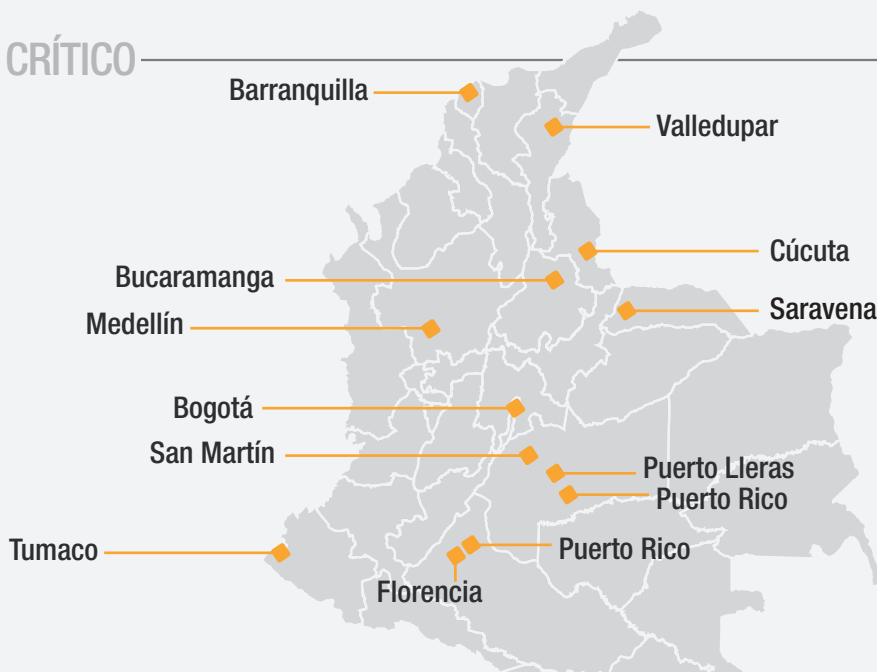 CRÍTICO
Barranquilla
Valledupar
Cúcuta
Bucaramanga
Saravena
Medellín
Bogotá
San Martín
Puerto Lleras
Puerto Rico
Tumaco
Puerto Rico
Florencia